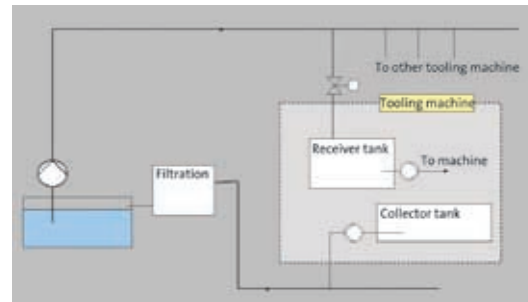 To other tooling machine
Tooling machine
Receiver tank
To machine
Filtration
Collector tank